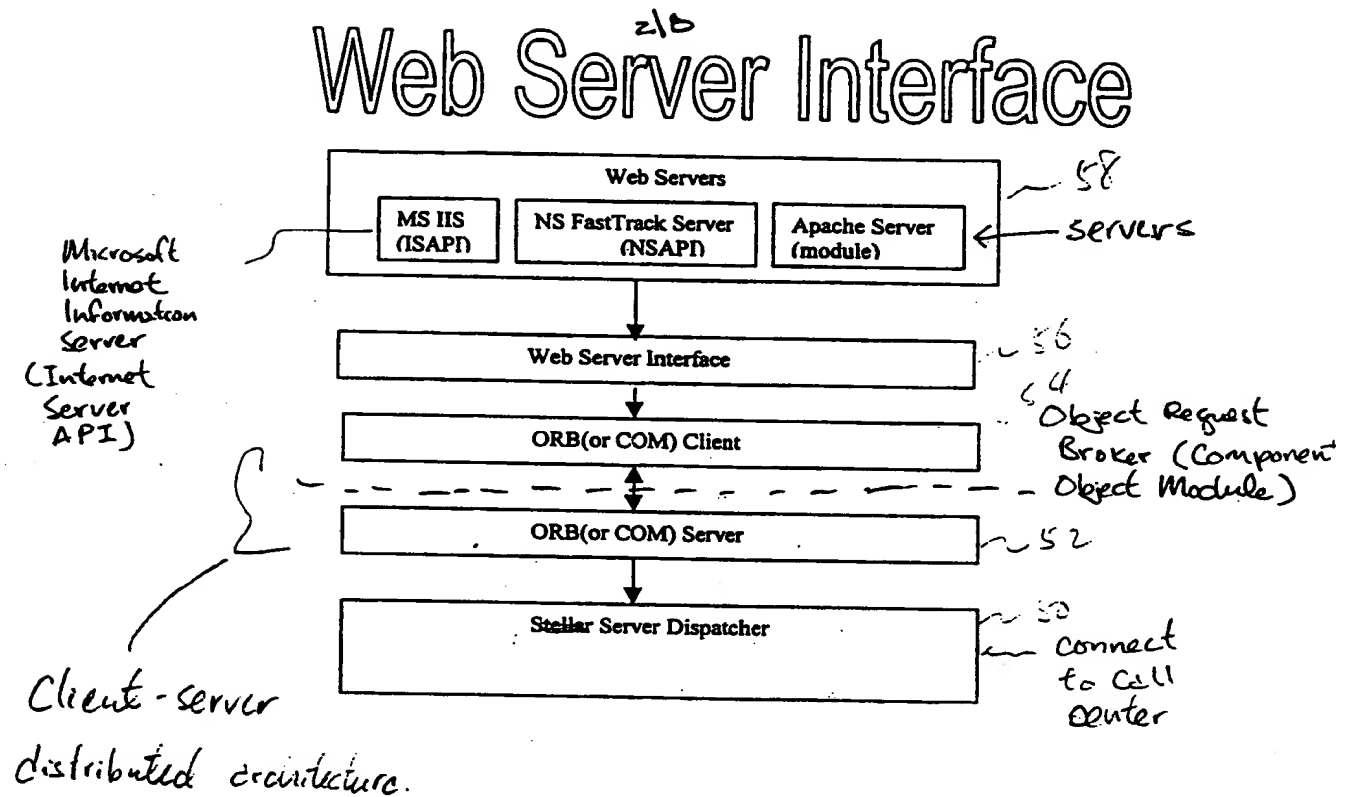 2/8
Web Server Interface
Web Servers
MS IIS
(ISAPI)
NS FastTrack Server
(NSAPI)
Apache Server
(module)
58
servers
Microsoft
Internet
Information
Server
(Internet
Server
API)
Web Server Interface
56
ORB(or COM) Client
54
Object Request
Broker (Component
Object Module)
ORB(or COM) Server
52
Stellar Server Dispatcher
50
Connect
to Call
Center
Client-server
distributed architecture.